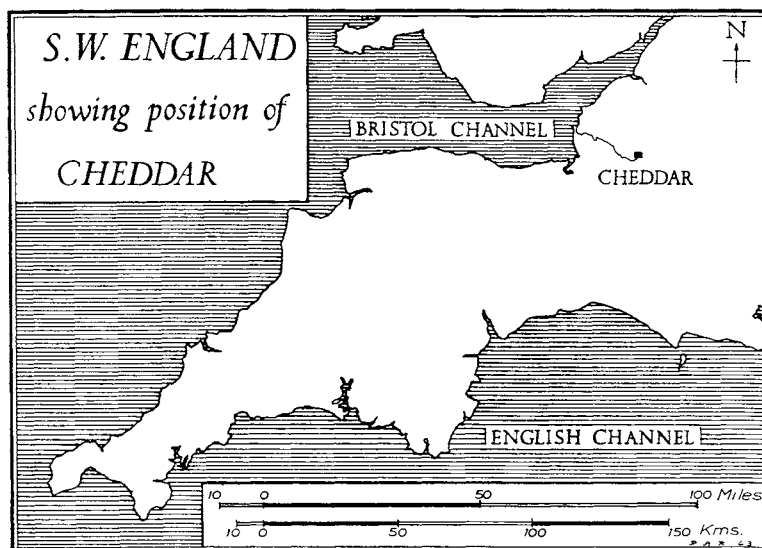 S.W. ENGLAND
showing position of
CHEDDAR
N
BRISTOL CHANNEL
CHEDDAR
ENGLISH CHANNEL
10 0 50 100 Miles
10 0 50 100 150 Kms.